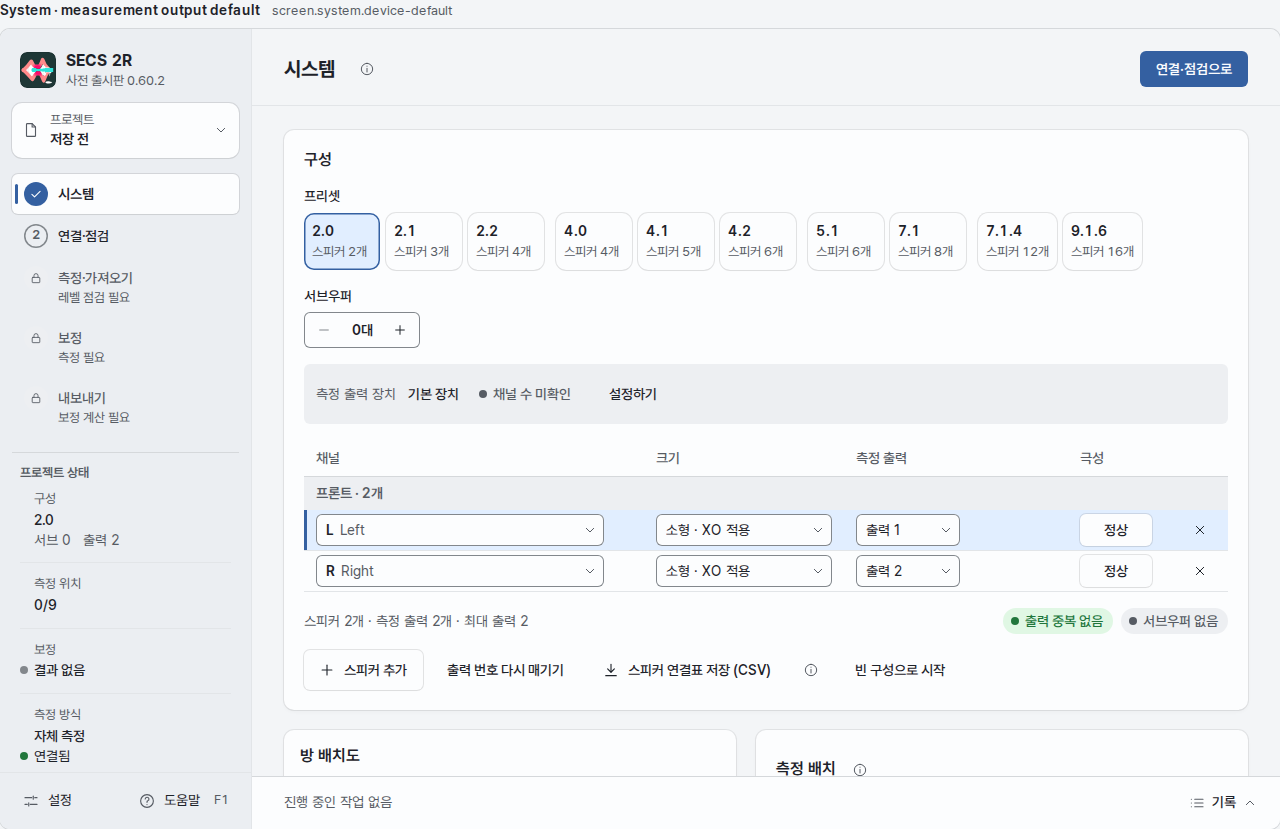 System · measurement output default screen.system.device-default
SECS 2R
사전 출시판 0.60.2
프로젝트
저장 전
시스템
2 연결·점검
측정·가져오기
레벨 점검 필요
보정
측정 필요
내보내기
보정 계산 필요
프로젝트 상태
구성
2.0
서브 0 출력 2
측정 위치
0/9
보정
결과 없음
측정 방식
자체 측정
연결됨
설정 도움말 F1
시스템
연결·점검으로
구성
프리셋
2.0 2.1 2.2 4.0 4.1 4.2 5.1 7.1 7.1.4 9.1.6
스피커 2개 스피커 3개 스피커 4개 스피커 4개 스피커 5개 스피커 6개 스피커 6개 스피커 8개 스피커 12개 스피커 16개
서브우퍼
0대
측정 출력 장치 기본 장치 채널 수 미확인 설정하기
채널 크기 측정 출력 극성
프론트 · 2개
L Left 소형 · XO 적용 출력 1 정상
R Right 소형 · XO 적용 출력 2 정상
스피커 2개 · 측정 출력 2개 · 최대 출력 2 출력 중복 없음 서브우퍼 없음
스피커 추가 출력 번호 다시 매기기 스피커 연결표 저장 (CSV) 빈 구성으로 시작
방 배치도
측정 배치
진행 중인 작업 없음 기록